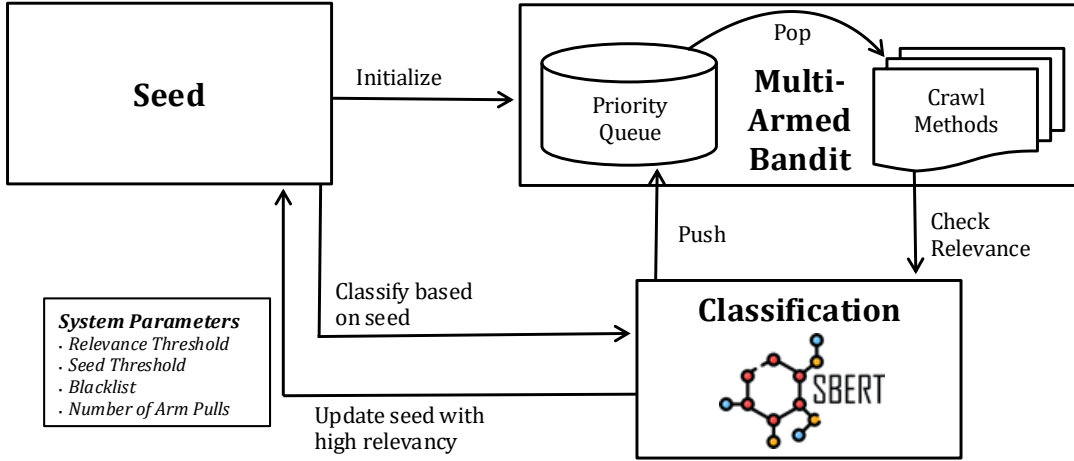 Seed
Initialize
Pop
Priority
Queue
Multi-
Armed
Bandit
Crawl
Methods
Push
Check
Relevance
Classify based
on seed
Classification
SBERT
System Parameters
· Relevance Threshold
· Seed Threshold
· Blacklist
· Number of Arm Pulls
Update seed with
high relevancy